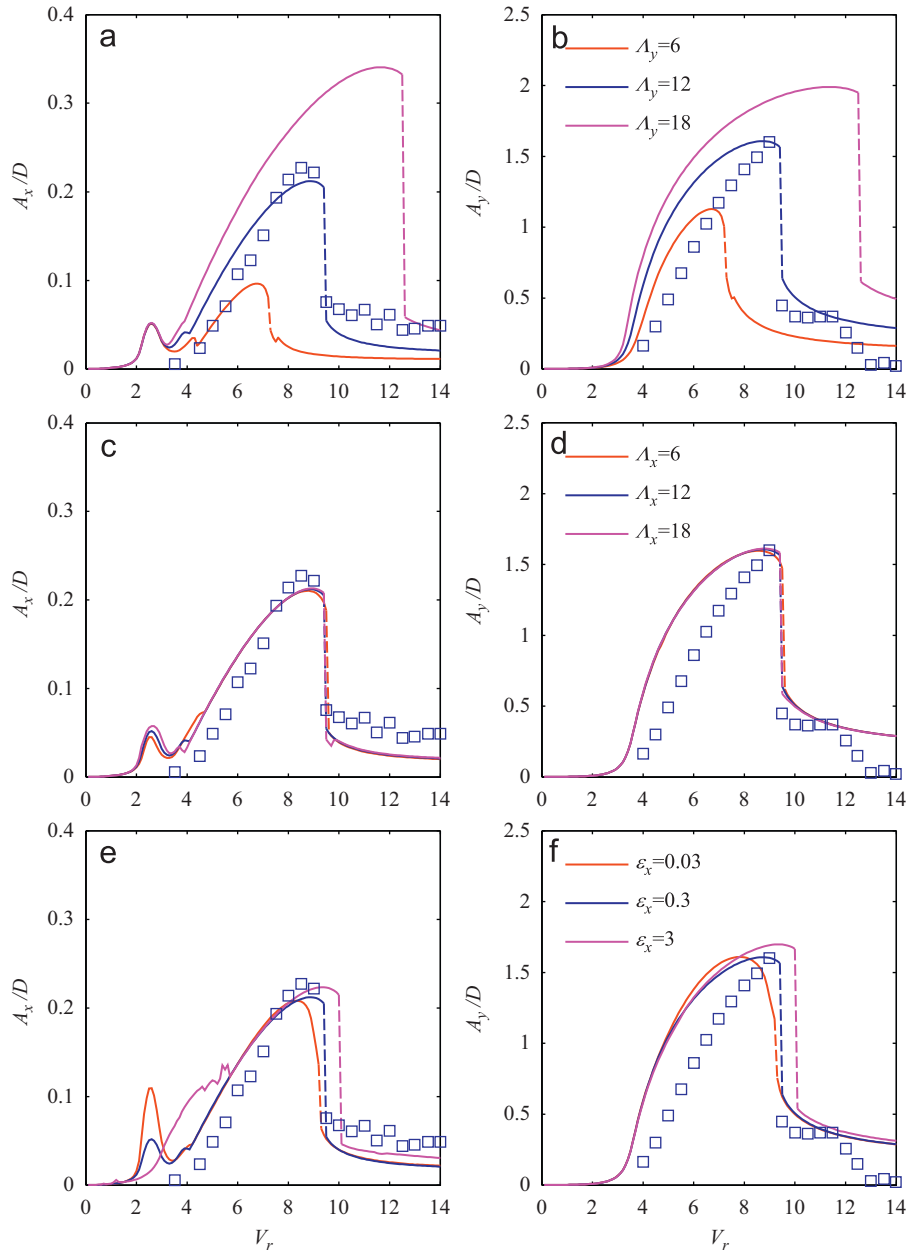 a
0.4
0.3
0.2
0.1
0
0 2 4 6 8 10 12 14
A_x/D
b
Λ_y=6
Λ_y=12
Λ_y=18
2.5
2
1.5
1
0.5
0
0 2 4 6 8 10 12 14
A_y/D
c
0.4
0.3
0.2
0.1
0
0 2 4 6 8 10 12 14
A_x/D
d
Λ_x=6
Λ_x=12
Λ_x=18
2.5
2
1.5
1
0.5
0
0 2 4 6 8 10 12 14
A_y/D
e
0.4
0.3
0.2
0.1
0
0 2 4 6 8 10 12 14
A_x/D
V_r
f
ε_x=0.03
ε_x=0.3
ε_x=3
2.5
2
1.5
1
0.5
0
0 2 4 6 8 10 12 14
A_y/D
V_r